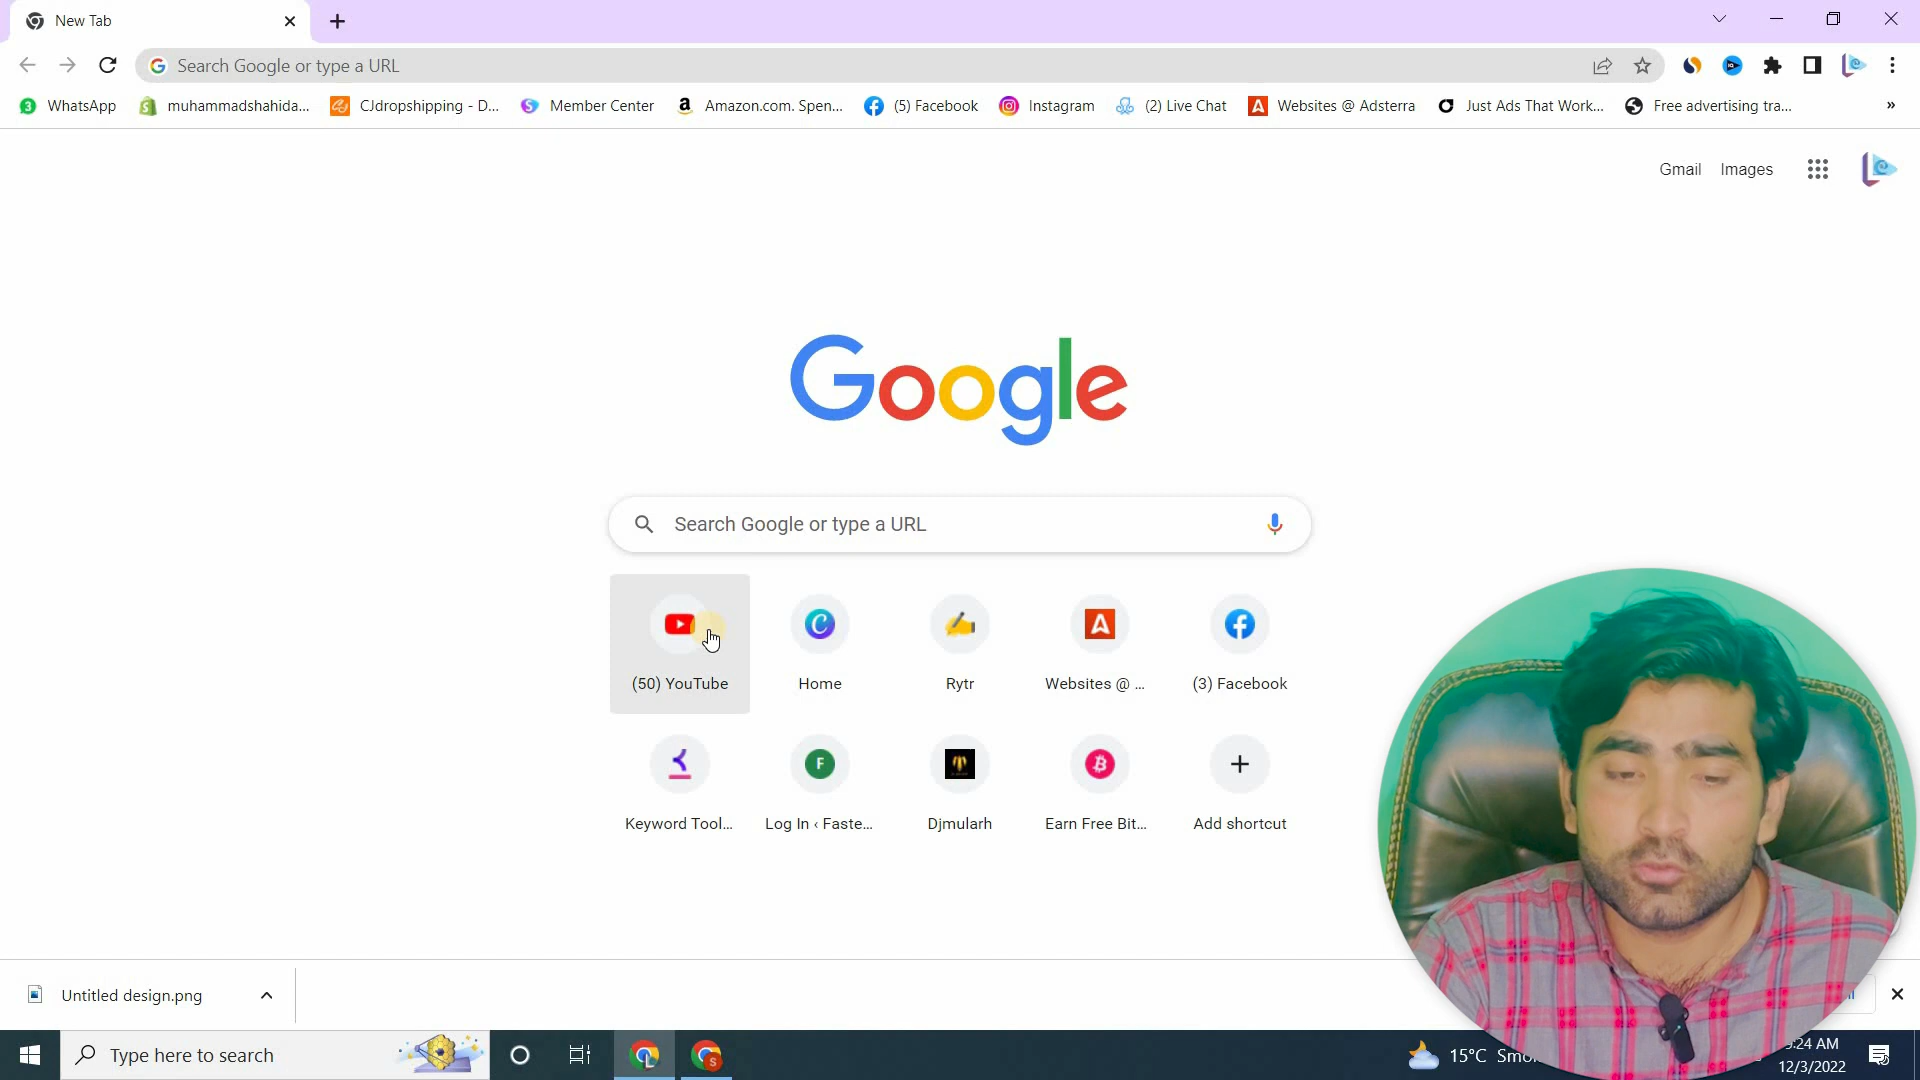 New Tab
Search Google or type a URL
WhatsApp muhammadshahida... CJdropshipping - D... Member Center Amazon.com. Spen... (5) Facebook Instagram (2) Live Chat Websites @ Adsterra Just Ads That Work... Free advertising tra... »
Gmail Images
Google
Search Google or type a URL
(50) YouTube Home Rytr Websites @ ... (3) Facebook
Keyword Tool... Log In ‹ Faste... Djmularh Earn Free Bit... Add shortcut
Untitled design.png
Type here to search
15°C
:24 AM
12/3/2022